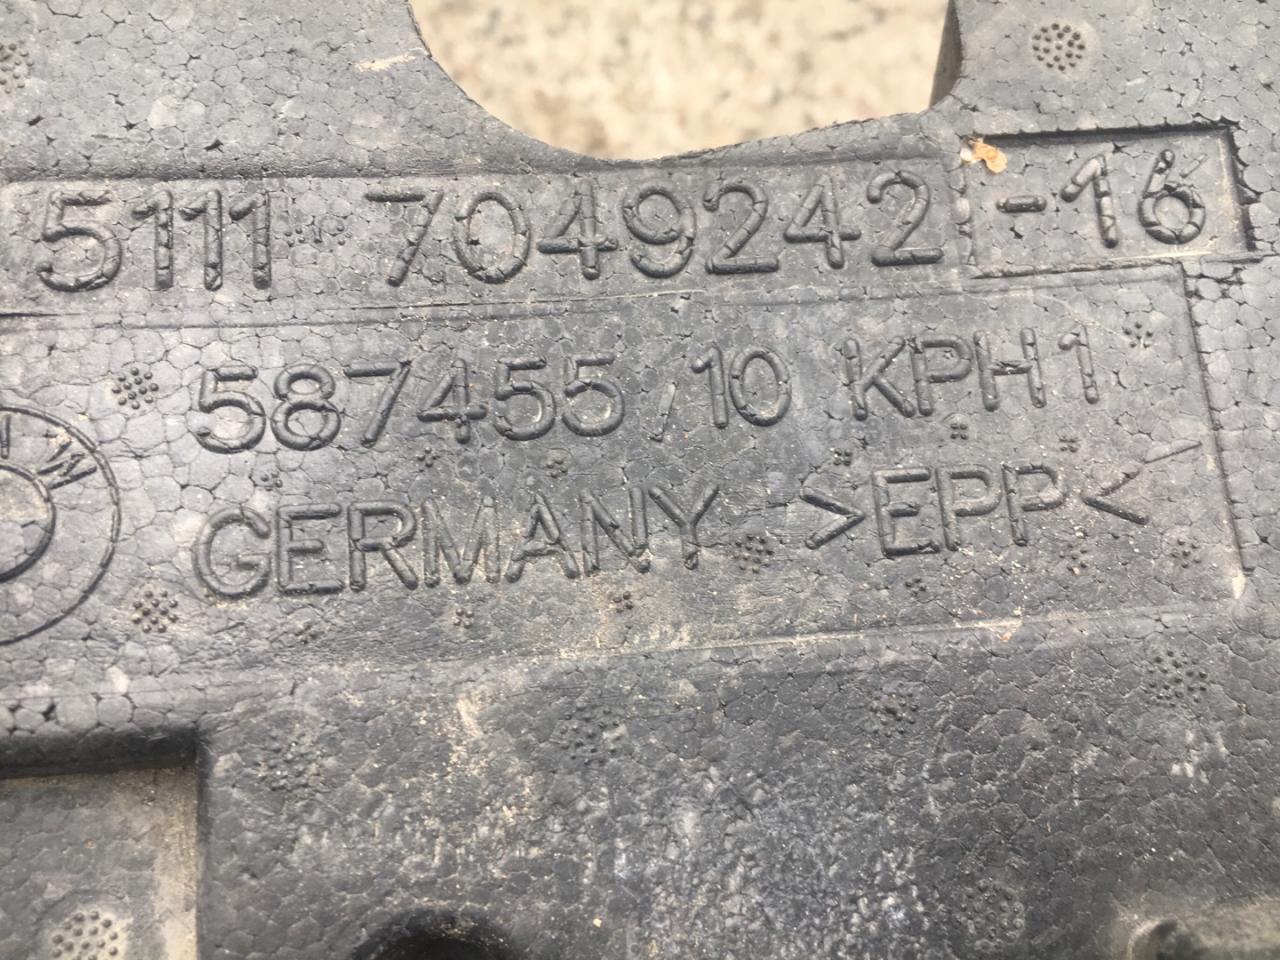 5111 7049242 -16
587455/10 KPH1
GERMANY >EPP<
W